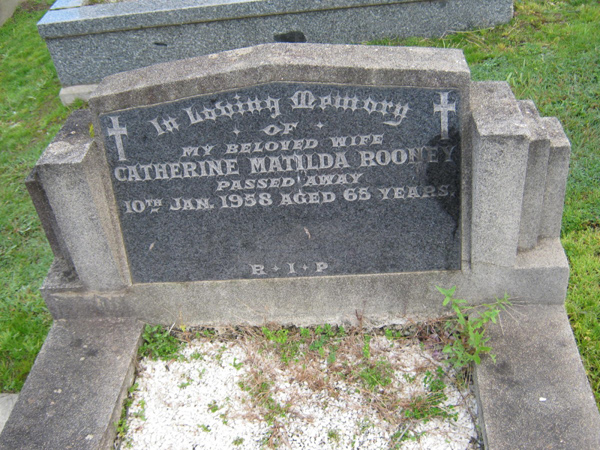 In Loving Memory
OF
MY BELOVED WIFE
CATHERINE MATILDA ROONEY
PASSED AWAY
10TH JAN. 1958 AGED 65 YEARS.
R · I · P